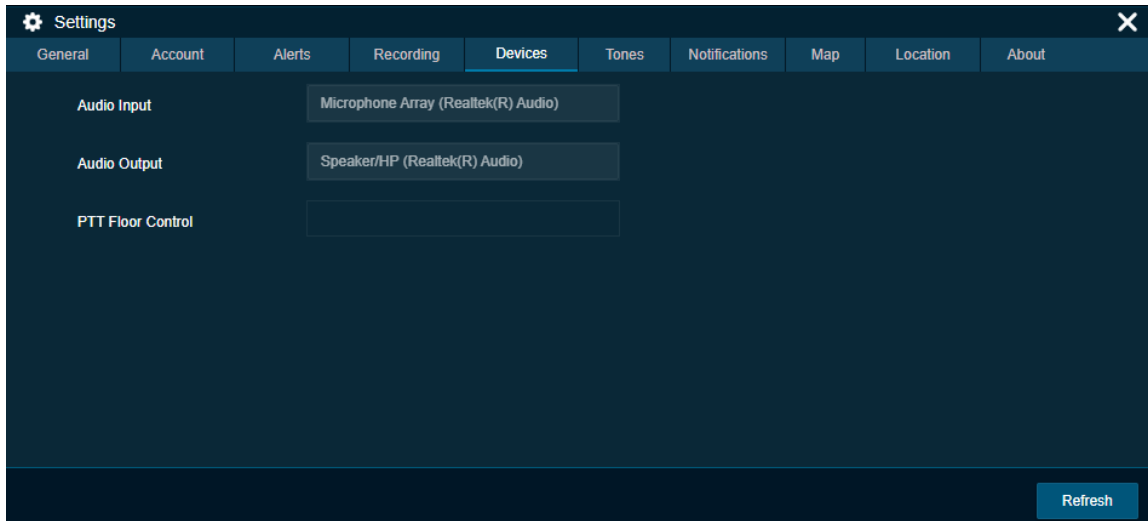 Settings
General Account Alerts Recording Devices Tones Notifications Map Location About
Audio Input Microphone Array (Realtek(R) Audio)
Audio Output Speaker/HP (Realtek(R) Audio)
PTT Floor Control
Refresh